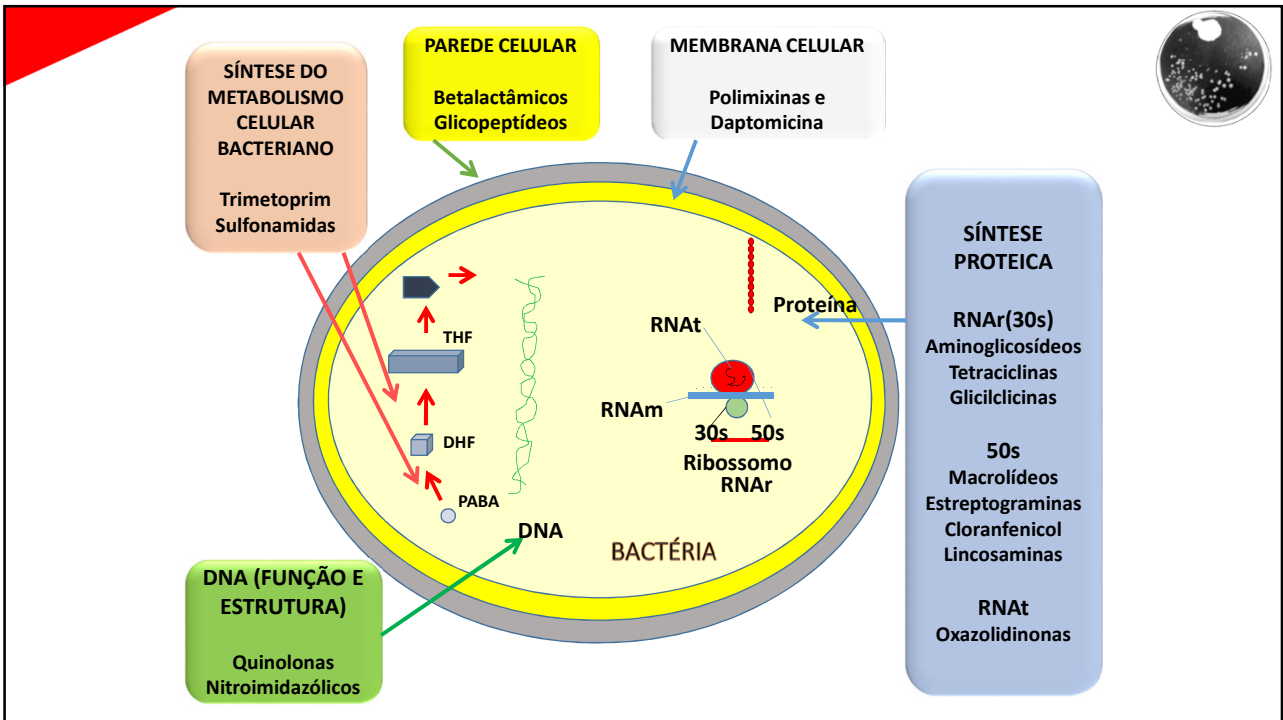 SÍNTESE DO
METABOLISMO
CELULAR
BACTERIANO
Trimetoprim
Sulfonamidas
PAREDE CELULAR
Betalactâmicos
Glicopeptídeos
MEMBRANA CELULAR
Polimixinas e
Daptomicina
SÍNTESE
PROTEICA
RNAr(30s)
Aminoglicosídeos
Tetraciclinas
Glicilclicinas
50s
Macrolídeos
Estreptograminas
Cloranfenicol
Lincosaminas
RNAt
Oxazolidinonas
THF
DHF
PABA
DNA
Proteína
RNAt
RNAm
30s 50s
Ribossomo
RNAr
BACTÉRIA
DNA (FUNÇÃO E
ESTRUTURA)
Quinolonas
Nitroimidazólicos